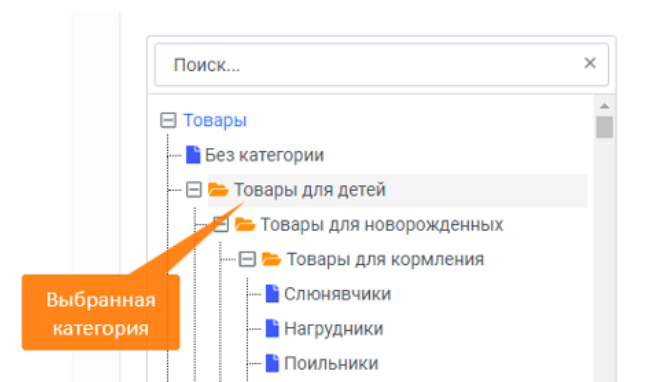 Поиск...
×
Товары
Без категории
Товары для детей
Товары для новорожденных
Товары для кормления
Слюнявчики
Нагрудники
Поильники
Выбранная
категория